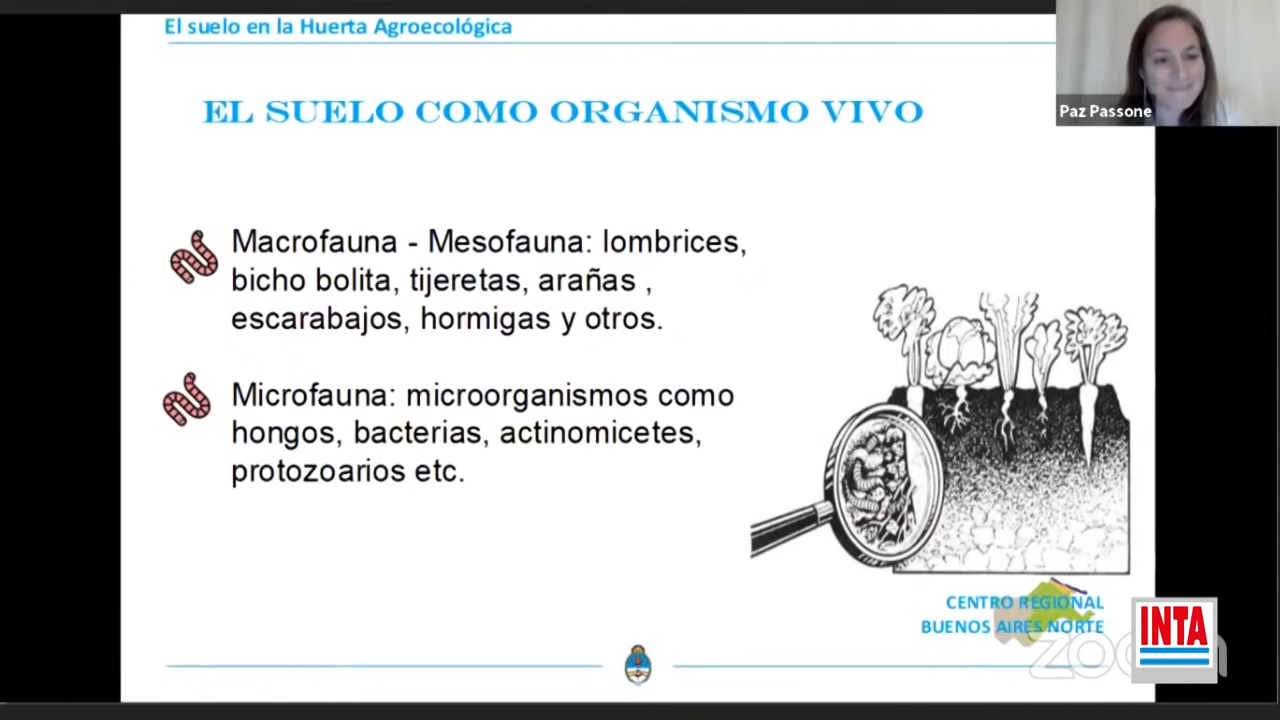 El suelo en la Huerta Agroecológica
Paz Passone
EL SUELO COMO ORGANISMO VIVO
Macrofauna - Mesofauna: lombrices,
bicho bolita, tijeretas, arañas ,
escarabajos, hormigas y otros.
Microfauna: microorganismos como
hongos, bacterias, actinomicetes,
protozoarios etc.
CENTRO REGIONAL
BUENOS AIRES NORTE
INTA
zoom